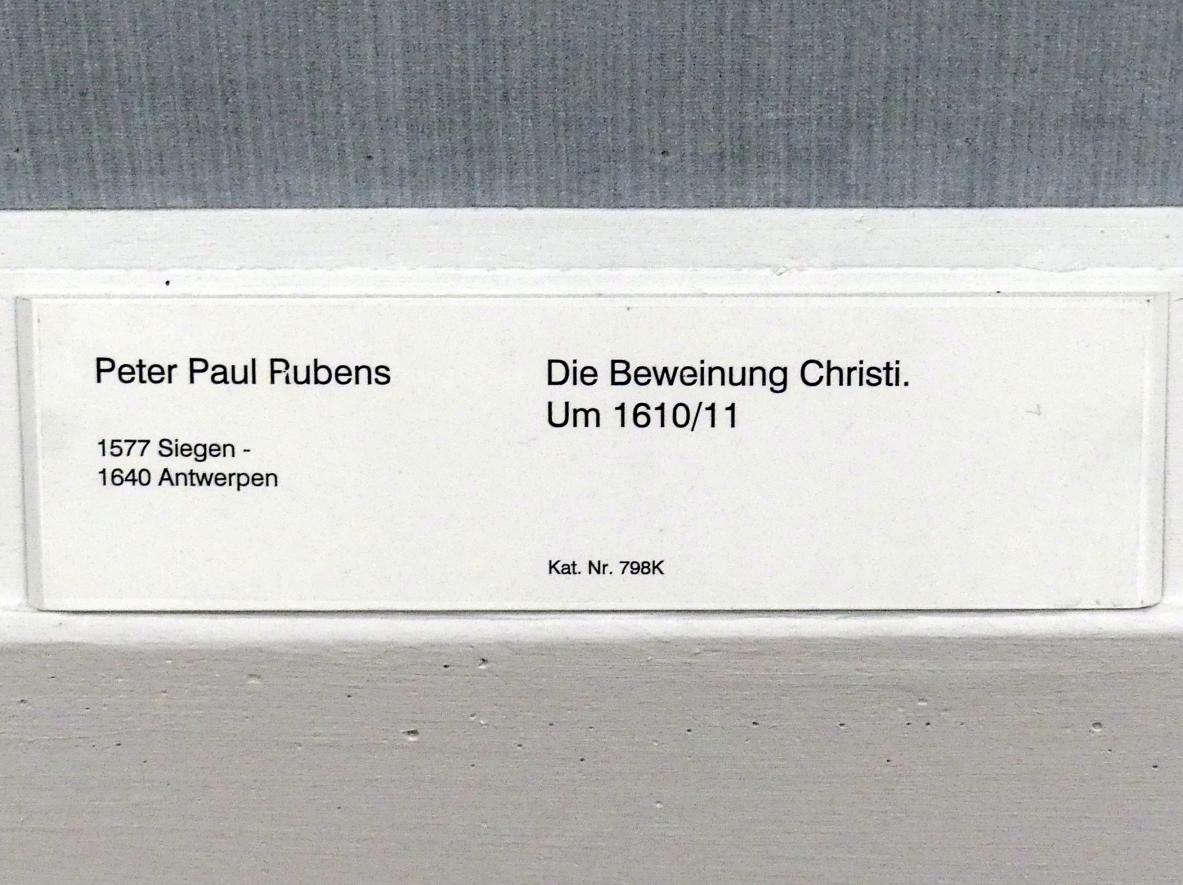 Peter Paul Rubens
1577 Siegen -
1640 Antwerpen
Die Beweinung Christi.
Um 1610/11
Kat. Nr. 798K